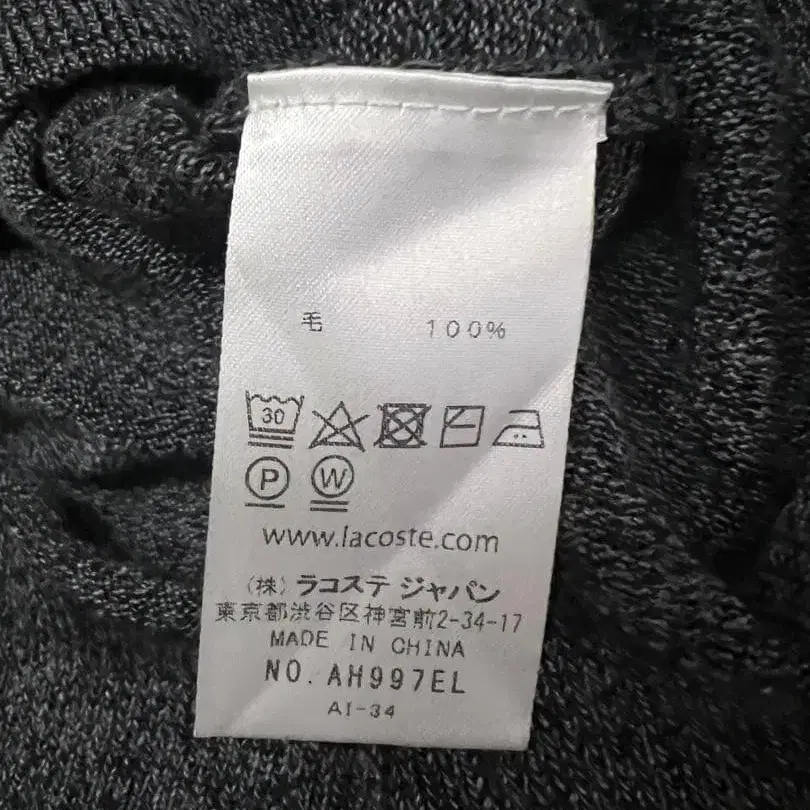 毛 100%
30
P W
www.lacoste.com
(株) ラコステ ジャパン
東京都渋谷区神宮前2-34-17
MADE IN CHINA
NO. AH997EL
AI-34